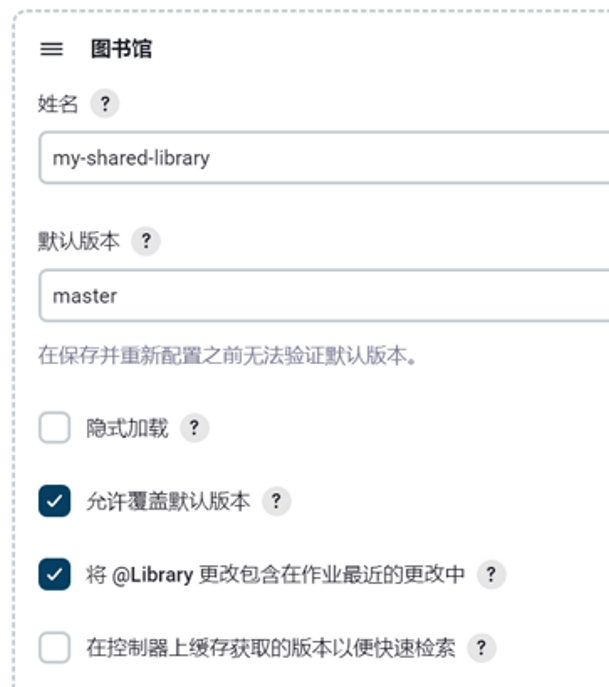 图书馆
姓名 ?
my-shared-library
默认版本 ?
master
在保存并重新配置之前无法验证默认版本。
隐式加载 ?
允许覆盖默认版本 ?
将 @Library 更改包含在作业最近的更改中 ?
在控制器上缓存获取的版本以便快速检索 ?